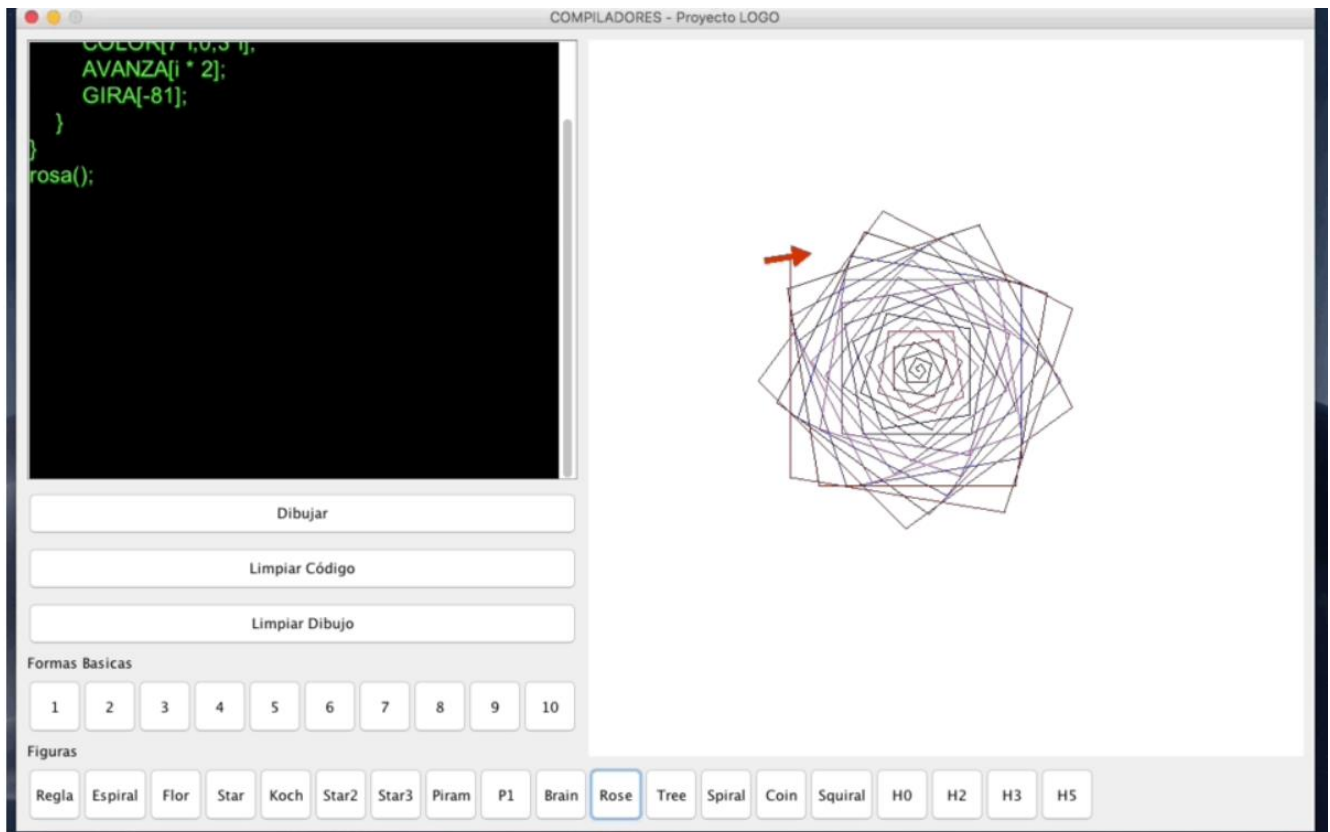 COMPILADORES - Proyecto LOGO
AVANZA[i * 2];
GIRA[-81];
}
}
rosa();
Dibujar
Limpiar Código
Limpiar Dibujo
Formas Basicas
1 2 3 4 5 6 7 8 9 10
Figuras
Regla Espiral Flor Star Koch Star2 Star3 Piram P1 Brain Rose Tree Spiral Coin Squiral H0 H2 H3 H5